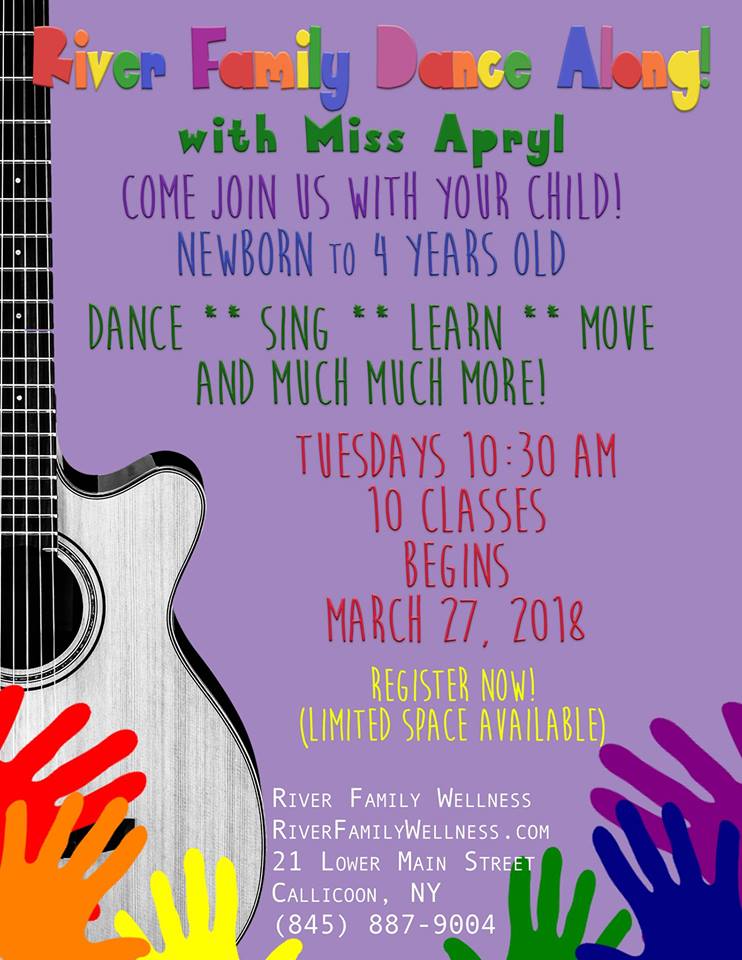 River Family Dance Along!
with Miss Apryl
COME JOIN US WITH YOUR CHILD!
NEWBORN TO 4 YEARS OLD
DANCE ** SING ** LEARN ** MOVE
AND MUCH MUCH MORE!
TUESDAYS 10:30 AM
10 CLASSES
BEGINS
MARCH 27, 2018
REGISTER NOW!
(LIMITED SPACE AVAILABLE)
River Family Wellness
RiverFamilyWellness.com
21 Lower Main Street
Callicoon, NY
(845) 887-9004